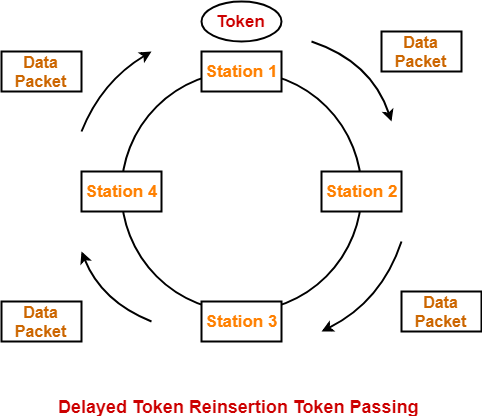 Token
Data
Packet
Data
Packet
Station 1
Station 4
Station 2
Data
Packet
Data
Packet
Station 3
Delayed Token Reinsertion Token Passing